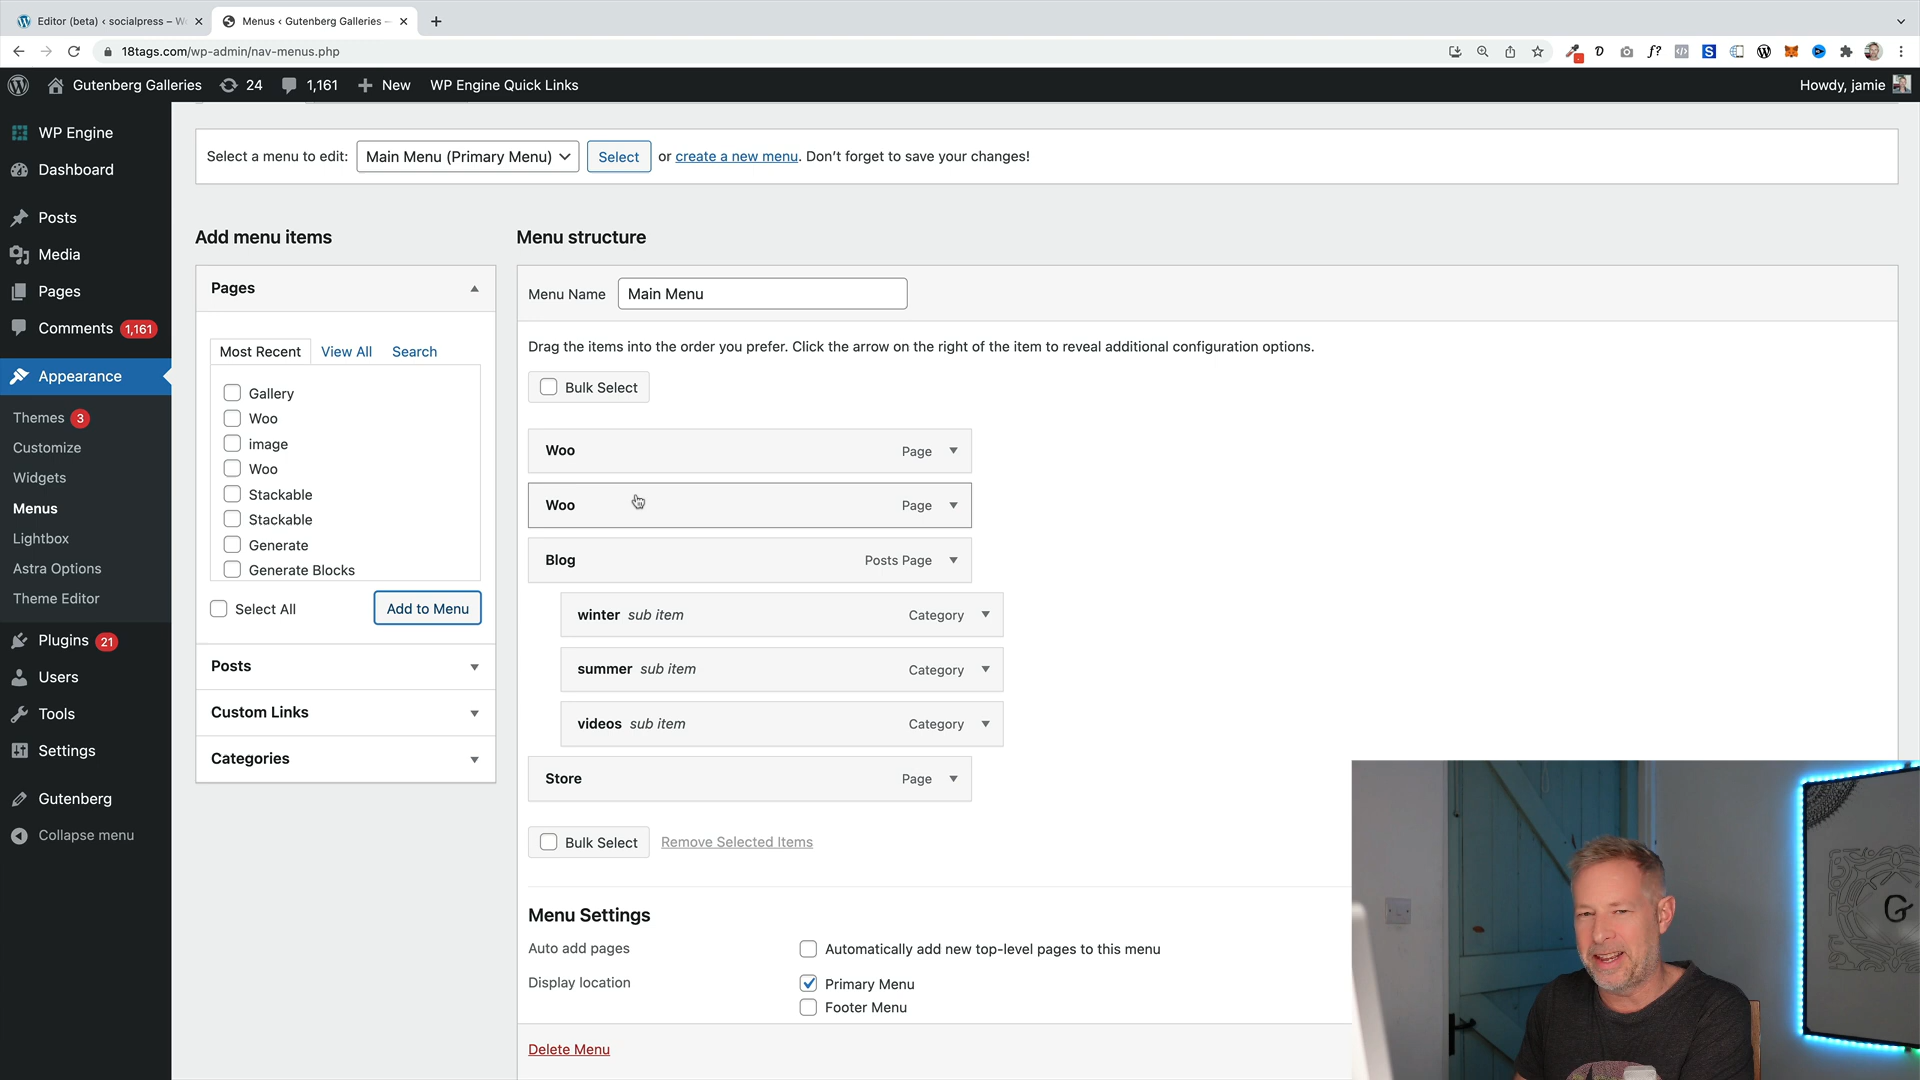 Editor (beta) ‹ socialpress – W
Menus ‹ Gutenberg Galleries –
18tags.com/wp-admin/nav-menus.php
Gutenberg Galleries 24 1,161 New WP Engine Quick Links Howdy, jamie
WP Engine
Dashboard
Posts
Media
Pages
Comments 1,161
Appearance
Themes 3
Customize
Widgets
Menus
Lightbox
Astra Options
Theme Editor
Plugins 21
Users
Tools
Settings
Gutenberg
Collapse menu
Select a menu to edit: Main Menu (Primary Menu) Select or create a new menu. Don’t forget to save your changes!
Add menu items
Pages
Most Recent View All Search
Gallery
Woo
image
Woo
Stackable
Stackable
Generate
Generate Blocks
Select All Add to Menu
Posts
Custom Links
Categories
Menu structure
Menu Name Main Menu
Drag the items into the order you prefer. Click the arrow on the right of the item to reveal additional configuration options.
Bulk Select
Woo Page
Woo Page
Blog Posts Page
winter sub item Category
summer sub item Category
videos sub item Category
Store Page
Bulk Select Remove Selected Items
Menu Settings
Auto add pages Automatically add new top-level pages to this menu
Display location Primary Menu
Footer Menu
Delete Menu
G